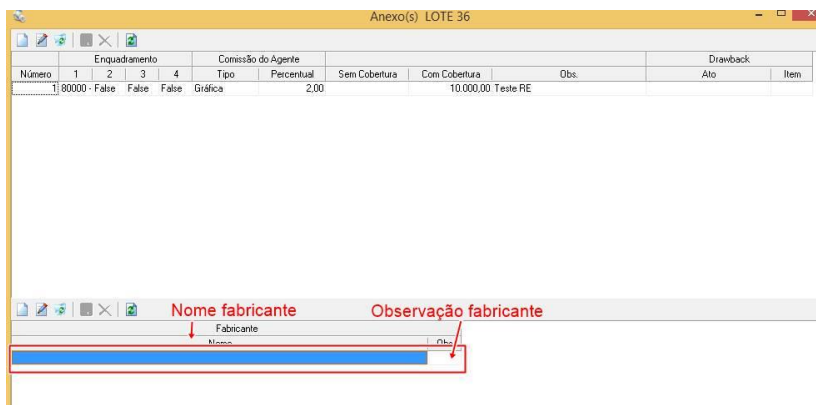 Anexo(s) LOTE 36
Enquadramento Comissão do Agente Drawback
Número 1 2 3 4 Tipo Percentual Sem Cobertura Com Cobertura Obs. Ato Item
1 80000 - False False False Gráfica 2,00 10.000,00 Teste RE
Nome fabricante Observação fabricante
Fabricante
Nome Obs